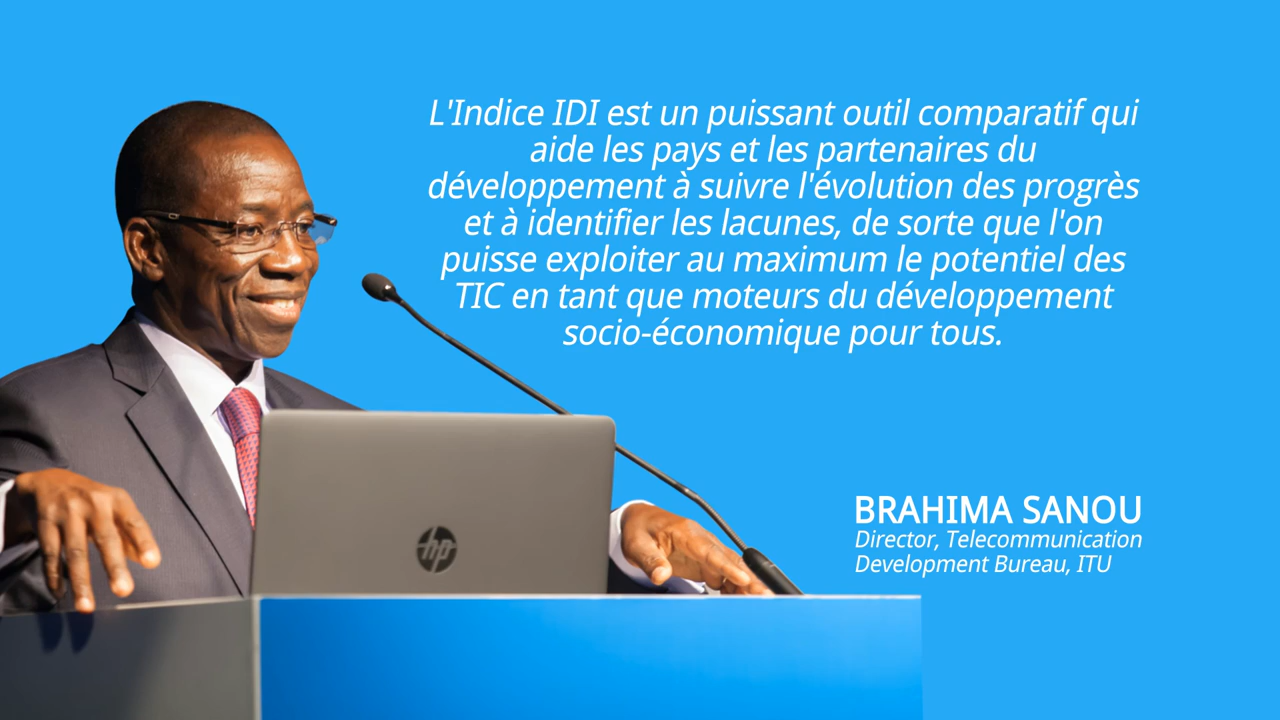 L'Indice IDI est un puissant outil comparatif qui
aide les pays et les partenaires du
développement à suivre l'évolution des progrès
et à identifier les lacunes, de sorte que l'on
puisse exploiter au maximum le potentiel des
TIC en tant que moteurs du développement
socio-économique pour tous.
hp
BRAHIMA SANOU
Director, Telecommunication
Development Bureau, ITU